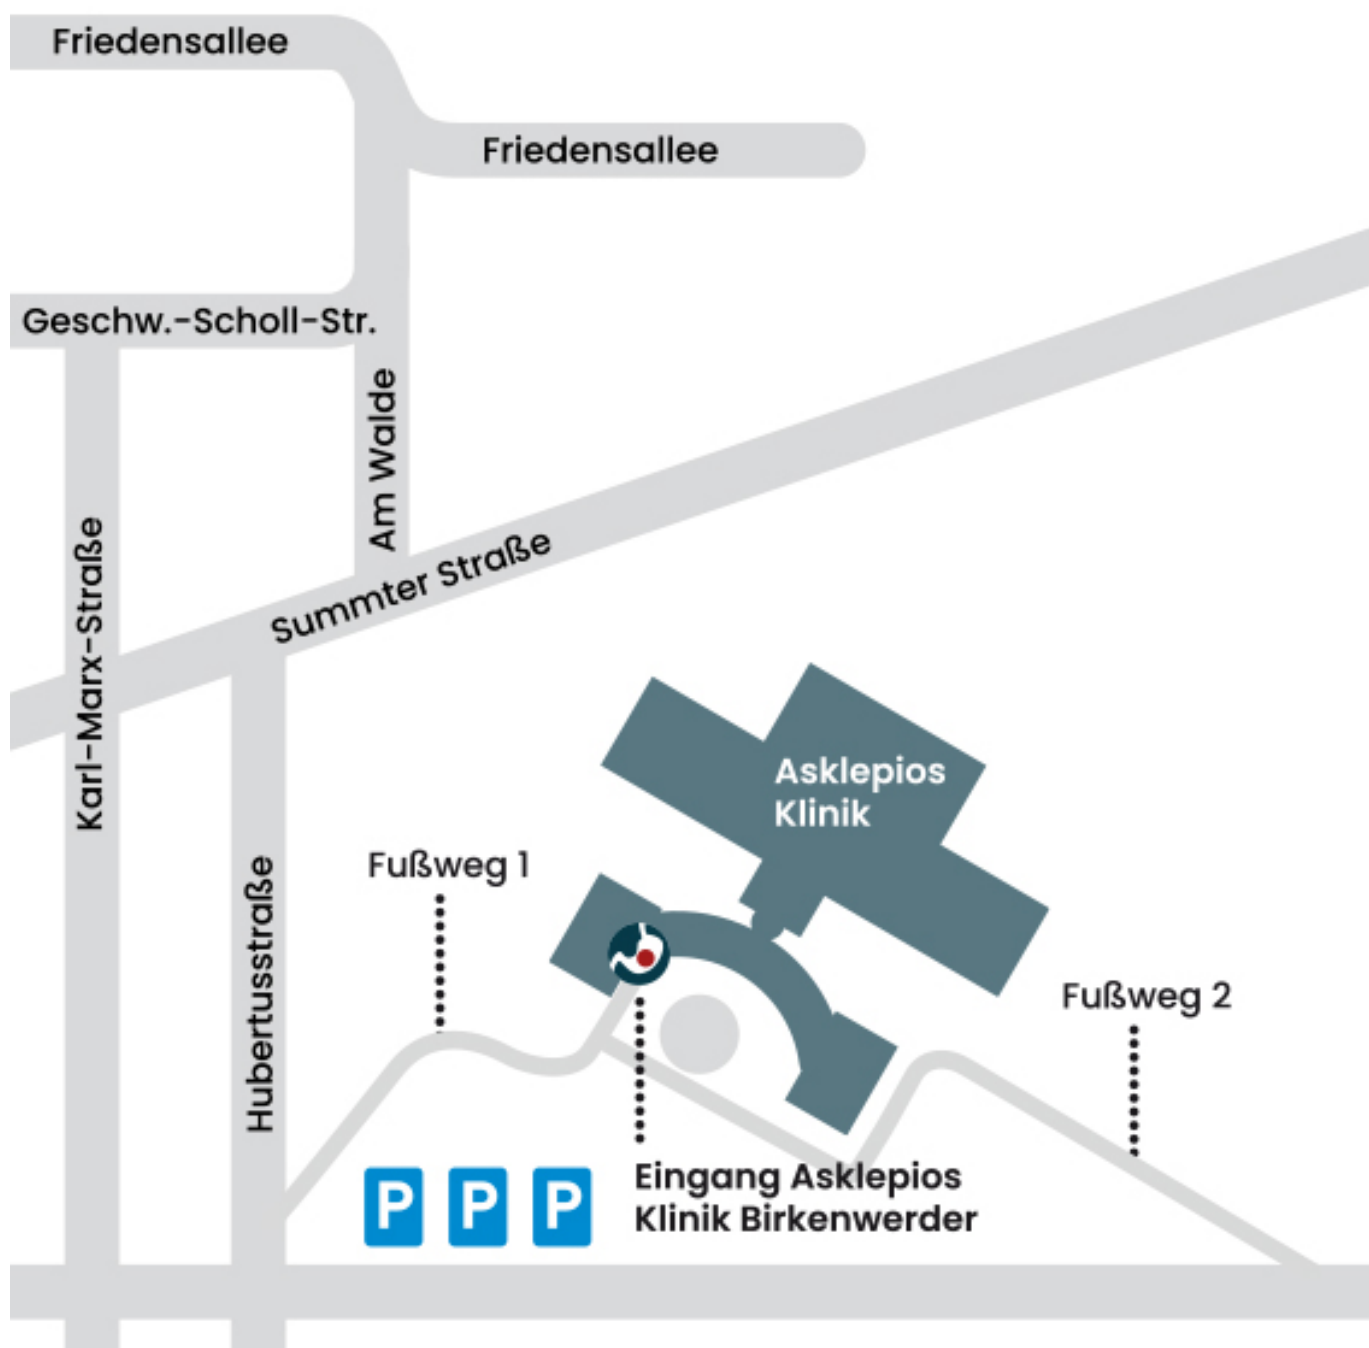 Friedensallee
Friedensallee
Geschw.-Scholl-Str.
Am Walde
Summter Straße
Karl-Marx-Straße
Asklepios
Klinik
Fußweg 1
Hubertusstraße
Fußweg 2
Eingang Asklepios
Klinik Birkenwerder
P P P